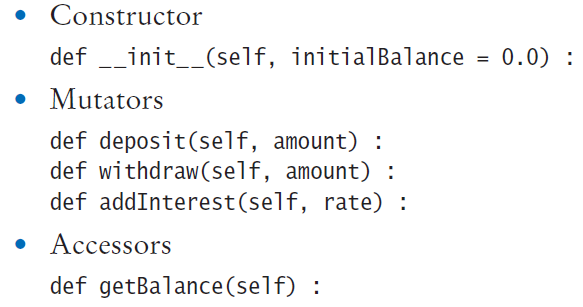 • Constructor
def __init__(self, initialBalance = 0.0) :
• Mutators
def deposit(self, amount) :
def withdraw(self, amount) :
def addInterest(self, rate) :
• Accessors
def getBalance(self) :